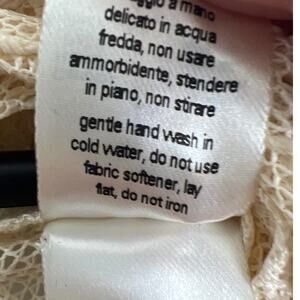 lavaggio a mano
delicato in acqua
fredda, non usare
ammorbidente, stendere
in piano, non stirare
gentle hand wash in
cold water, do not use
fabric softener, lay
flat, do not iron